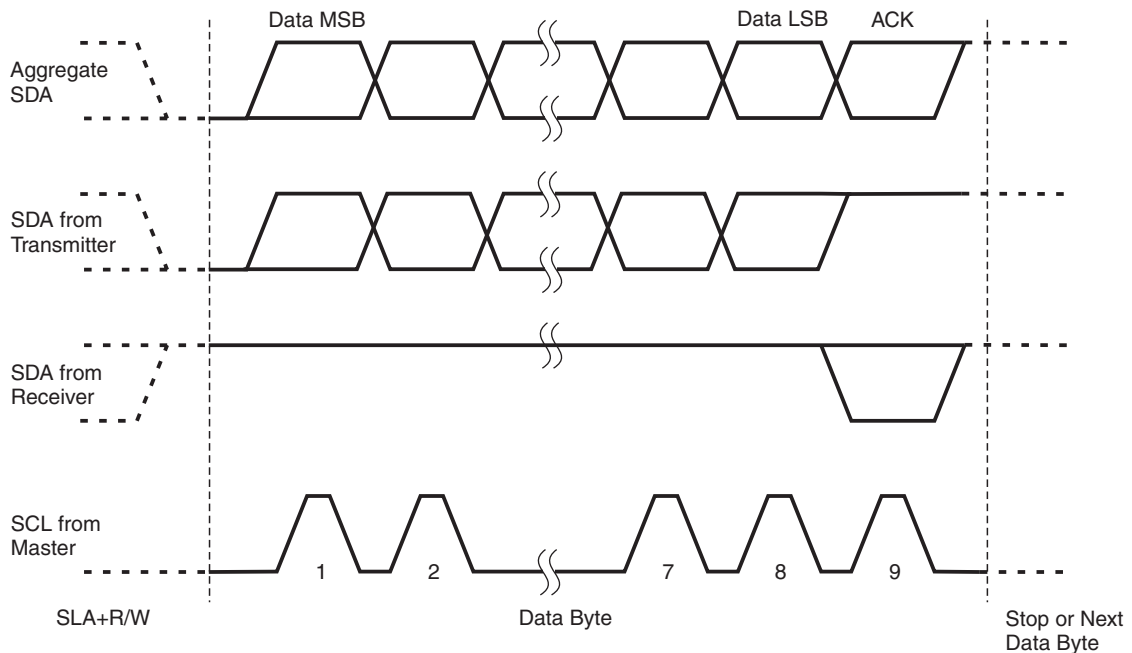 Data MSB
Data LSB
ACK
Aggregate
SDA
SDA from
Transmitter
SDA from
Receiver
SCL from
Master
1
2
7
8
9
SLA+R/W
Data Byte
Stop or Next
Data Byte